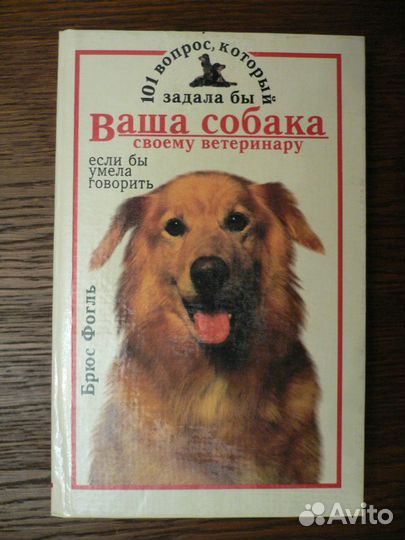 101 вопрос, который
задала бы
Ваша собака
своему ветеринару
если бы
умела
говорить
Брюс Фогль
Avito